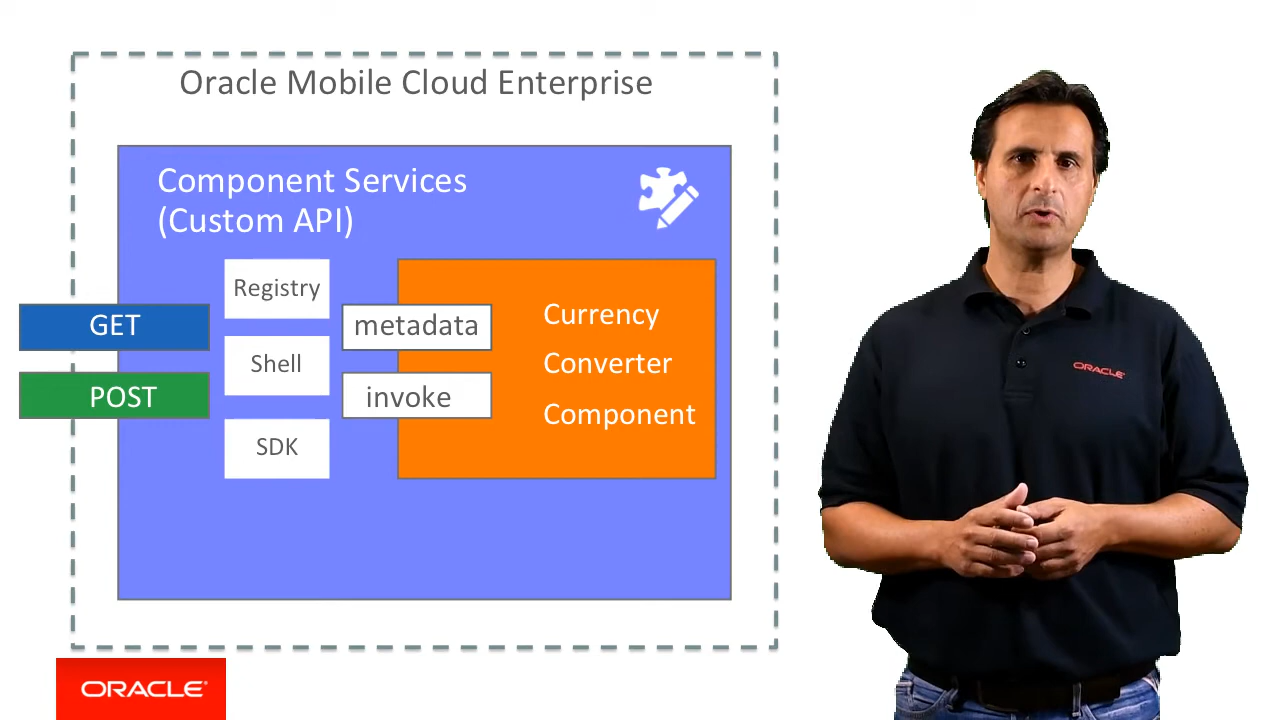 Oracle Mobile Cloud Enterprise
Component Services
(Custom API)
Registry
GET
metadata
Currency
Shell
Converter
POST
invoke
Component
SDK
ORACLE
ORACLE